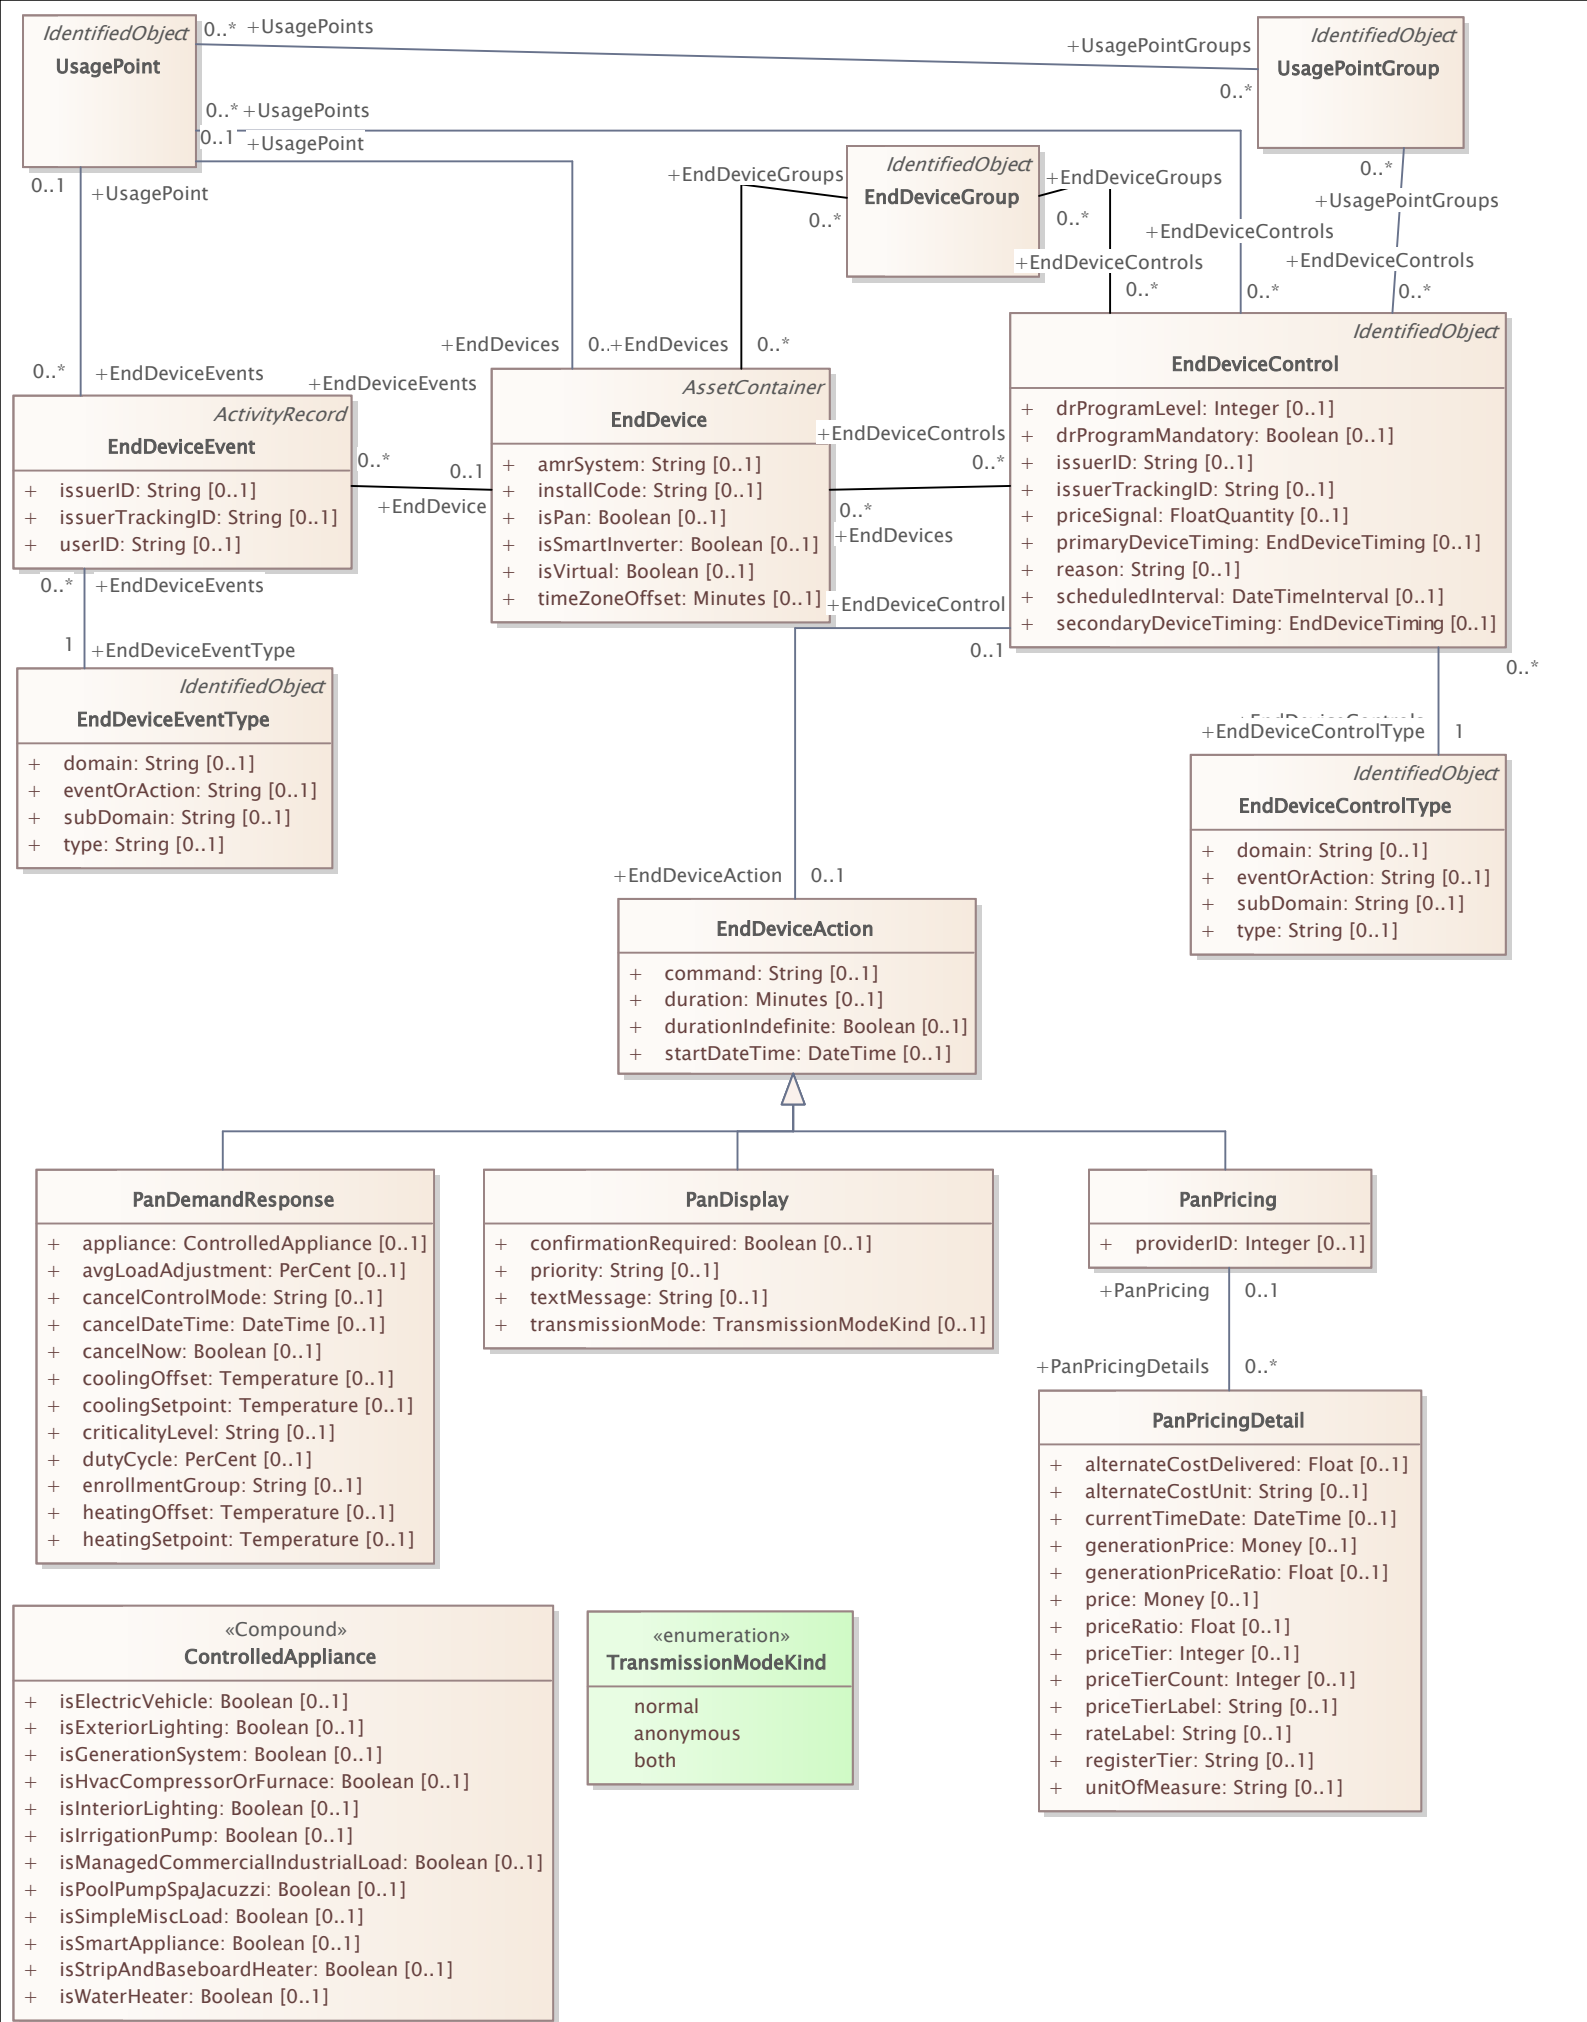 IdentifiedObject
UsagePoint
0..* +UsagePoints
+UsagePointGroups
0..*
IdentifiedObject
UsagePointGroup
0..* +UsagePoints
0..1 +UsagePoint
0..1
+UsagePoint
+EndDeviceGroups
0..*
IdentifiedObject
EndDeviceGroup
+EndDeviceGroups
0..*
0..*
+UsagePointGroups
+EndDeviceControls
+EndDeviceControls
+EndDeviceControls
0..*
0..*
0..*
0..*
+EndDeviceEvents
+EndDevices
0..
+EndDevices
0..*
+EndDeviceEvents
0..*
0..1
+EndDevice
ActivityRecord
EndDeviceEvent
+ issuerID: String [0..1]
+ issuerTrackingID: String [0..1]
+ userID: String [0..1]
AssetContainer
EndDevice
+ amrSystem: String [0..1]
+ installCode: String [0..1]
+ isPan: Boolean [0..1]
+ isSmartInverter: Boolean [0..1]
+ isVirtual: Boolean [0..1]
+ timeZoneOffset: Minutes [0..1]
+EndDeviceControls
0..*
0..*
+EndDevices
+EndDeviceControl
0..1
IdentifiedObject
EndDeviceControl
+ drProgramLevel: Integer [0..1]
+ drProgramMandatory: Boolean [0..1]
+ issuerID: String [0..1]
+ issuerTrackingID: String [0..1]
+ priceSignal: FloatQuantity [0..1]
+ primaryDeviceTiming: EndDeviceTiming [0..1]
+ reason: String [0..1]
+ scheduledInterval: DateTimeInterval [0..1]
+ secondaryDeviceTiming: EndDeviceTiming [0..1]
0..* +EndDeviceEvents
1 +EndDeviceEventType
IdentifiedObject
EndDeviceEventType
+ domain: String [0..1]
+ eventOrAction: String [0..1]
+ subDomain: String [0..1]
+ type: String [0..1]
0..*
+EndDeviceControlType 1
IdentifiedObject
EndDeviceControlType
+ domain: String [0..1]
+ eventOrAction: String [0..1]
+ subDomain: String [0..1]
+ type: String [0..1]
+EndDeviceAction 0..1
EndDeviceAction
+ command: String [0..1]
+ duration: Minutes [0..1]
+ durationIndefinite: Boolean [0..1]
+ startDateTime: DateTime [0..1]
PanDemandResponse
+ appliance: ControlledAppliance [0..1]
+ avgLoadAdjustment: PerCent [0..1]
+ cancelControlMode: String [0..1]
+ cancelDateTime: DateTime [0..1]
+ cancelNow: Boolean [0..1]
+ coolingOffset: Temperature [0..1]
+ coolingSetpoint: Temperature [0..1]
+ criticalityLevel: String [0..1]
+ dutyCycle: PerCent [0..1]
+ enrollmentGroup: String [0..1]
+ heatingOffset: Temperature [0..1]
+ heatingSetpoint: Temperature [0..1]
PanDisplay
+ confirmationRequired: Boolean [0..1]
+ priority: String [0..1]
+ textMessage: String [0..1]
+ transmissionMode: TransmissionModeKind [0..1]
PanPricing
+ providerID: Integer [0..1]
+PanPricing 0..1
+PanPricingDetails 0..*
PanPricingDetail
+ alternateCostDelivered: Float [0..1]
+ alternateCostUnit: String [0..1]
+ currentTimeDate: DateTime [0..1]
+ generationPrice: Money [0..1]
+ generationPriceRatio: Float [0..1]
+ price: Money [0..1]
+ priceRatio: Float [0..1]
+ priceTier: Integer [0..1]
+ priceTierCount: Integer [0..1]
+ priceTierLabel: String [0..1]
+ rateLabel: String [0..1]
+ registerTier: String [0..1]
+ unitOfMeasure: String [0..1]
«Compound»
ControlledAppliance
+ isElectricVehicle: Boolean [0..1]
+ isExteriorLighting: Boolean [0..1]
+ isGenerationSystem: Boolean [0..1]
+ isHvacCompressorOrFurnace: Boolean [0..1]
+ isInteriorLighting: Boolean [0..1]
+ isIrrigationPump: Boolean [0..1]
+ isManagedCommercialIndustrialLoad: Boolean [0..1]
+ isPoolPumpSpaJacuzzi: Boolean [0..1]
+ isSimpleMiscLoad: Boolean [0..1]
+ isSmartAppliance: Boolean [0..1]
+ isStripAndBaseboardHeater: Boolean [0..1]
+ isWaterHeater: Boolean [0..1]
«enumeration»
TransmissionModeKind
normal
anonymous
both